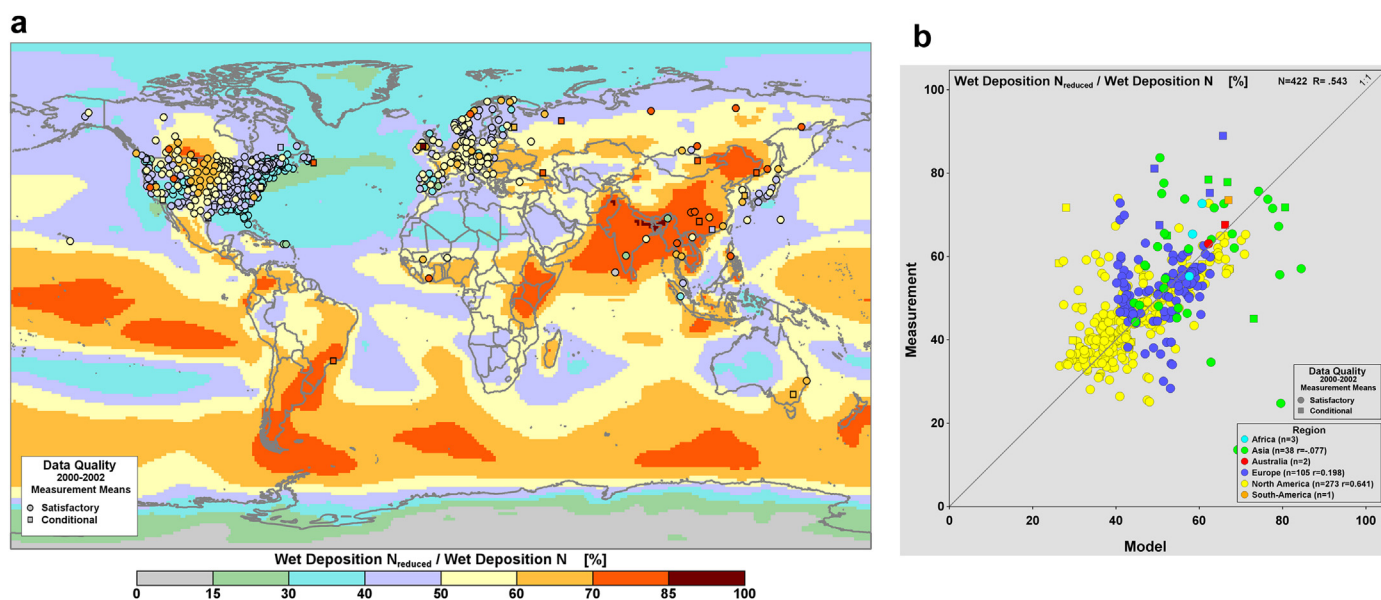 a
Data Quality
2000-2002
Measurement Means
Satisfactory
Conditional
Wet Deposition Nreduced / Wet Deposition N [%]
0 15 30 40 50 60 70 85 100
b
Wet Deposition Nreduced / Wet Deposition N [%] N=422 R= .543 1:1
100
80
60
40
20
0
Measurement
0 20 40 60 80 100
Model
Data Quality
2000-2002
Measurement Means
Satisfactory
Conditional
Region
Africa (n=3)
Asia (n=38 r=-.077)
Australia (n=2)
Europe (n=105 r=0.198)
North America (n=273 r=0.641)
South-America (n=1)